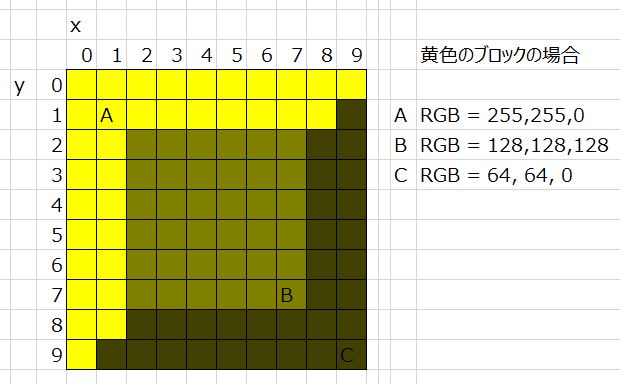 x
0 1 2 3 4 5 6 7 8 9 黄色のブロックの場合
y 0
1 A A RGB = 255,255,0
2 B RGB = 128,128,128
3 C RGB = 64, 64, 0
4
5
6
7 B
8
9 C